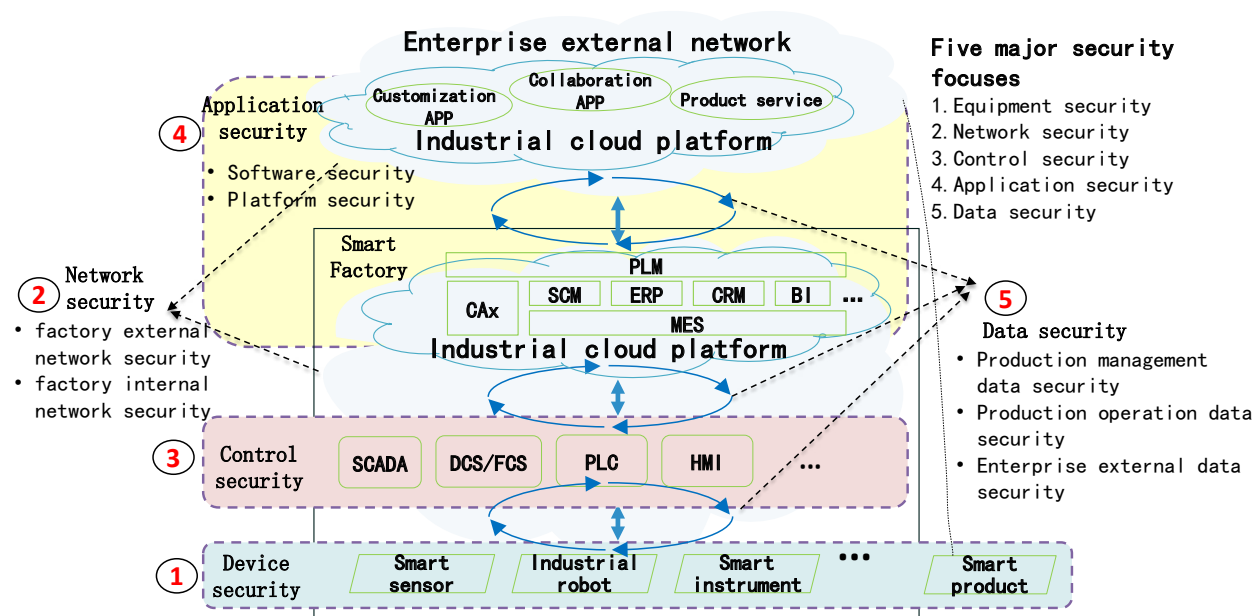 Enterprise external network
Customization
APP
Collaboration
APP
Product service
Industrial cloud platform
Five major security
focuses
1. Equipment security
2. Network security
3. Control security
4. Application security
5. Data security
4
Application
security
• Software security
• Platform security
Smart
Factory
PLM
CAx
SCM
ERP
CRM
BI
...
MES
Industrial cloud platform
2
Network
security
• factory external
network security
• factory internal
network security
5
Data security
• Production management
data security
• Production operation data
security
• Enterprise external data
security
3
Control
security
SCADA
DCS/FCS
PLC
HMI
...
1
Device
security
Smart
sensor
Industrial
robot
Smart
instrument
...
Smart
product